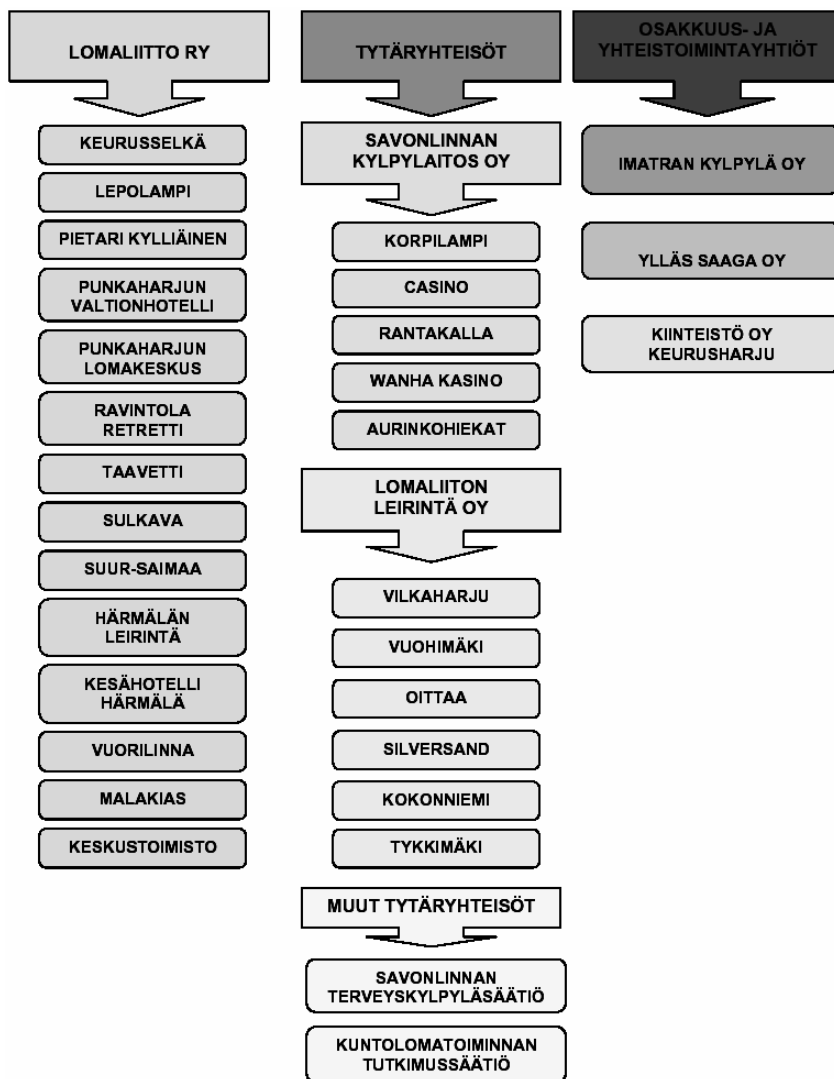 LOMALIITTO RY
KEURUSSELKÄ
LEPOLAMPI
PIETARI KYLLIÄINEN
PUNKAHARJUN
VALTIONHOTELLI
PUNKAHARJUN
LOMAKESKUS
RAVINTOLA
RETRETTI
TAAVETTI
SULKAVA
SUUR-SAIMAA
HÄRMÄLÄN
LEIRINTÄ
KESÄHOTELLI
HÄRMÄLÄ
VUORILINNA
MALAKIAS
KESKUSTOIMISTO
TYTÄRYHTEISÖT
SAVONLINNAN
KYLPYLAITOS OY
KORPILAMPI
CASINO
RANTAKALLA
WANHA KASINO
AURINKOHIEKAT
LOMALIITON
LEIRINTÄ OY
VILKAHARJU
VUOHIMÄKI
OITTAA
SILVERSAND
KOKONNIEMI
TYKKIMÄKI
MUUT TYTÄRYHTEISÖT
SAVONLINNAN
TERVEYSKYLPYLÄSÄÄTIÖ
KUNTOLOMATOIMINNAN
TUTKIMUSSÄÄTIÖ
OSAKKUUS- JA
YHTEISTOIMINTAYHTIÖT
IMATRAN KYLPYLÄ OY
YLLÄS SAAGA OY
KIINTEISTÖ OY
KEURUSHARJU